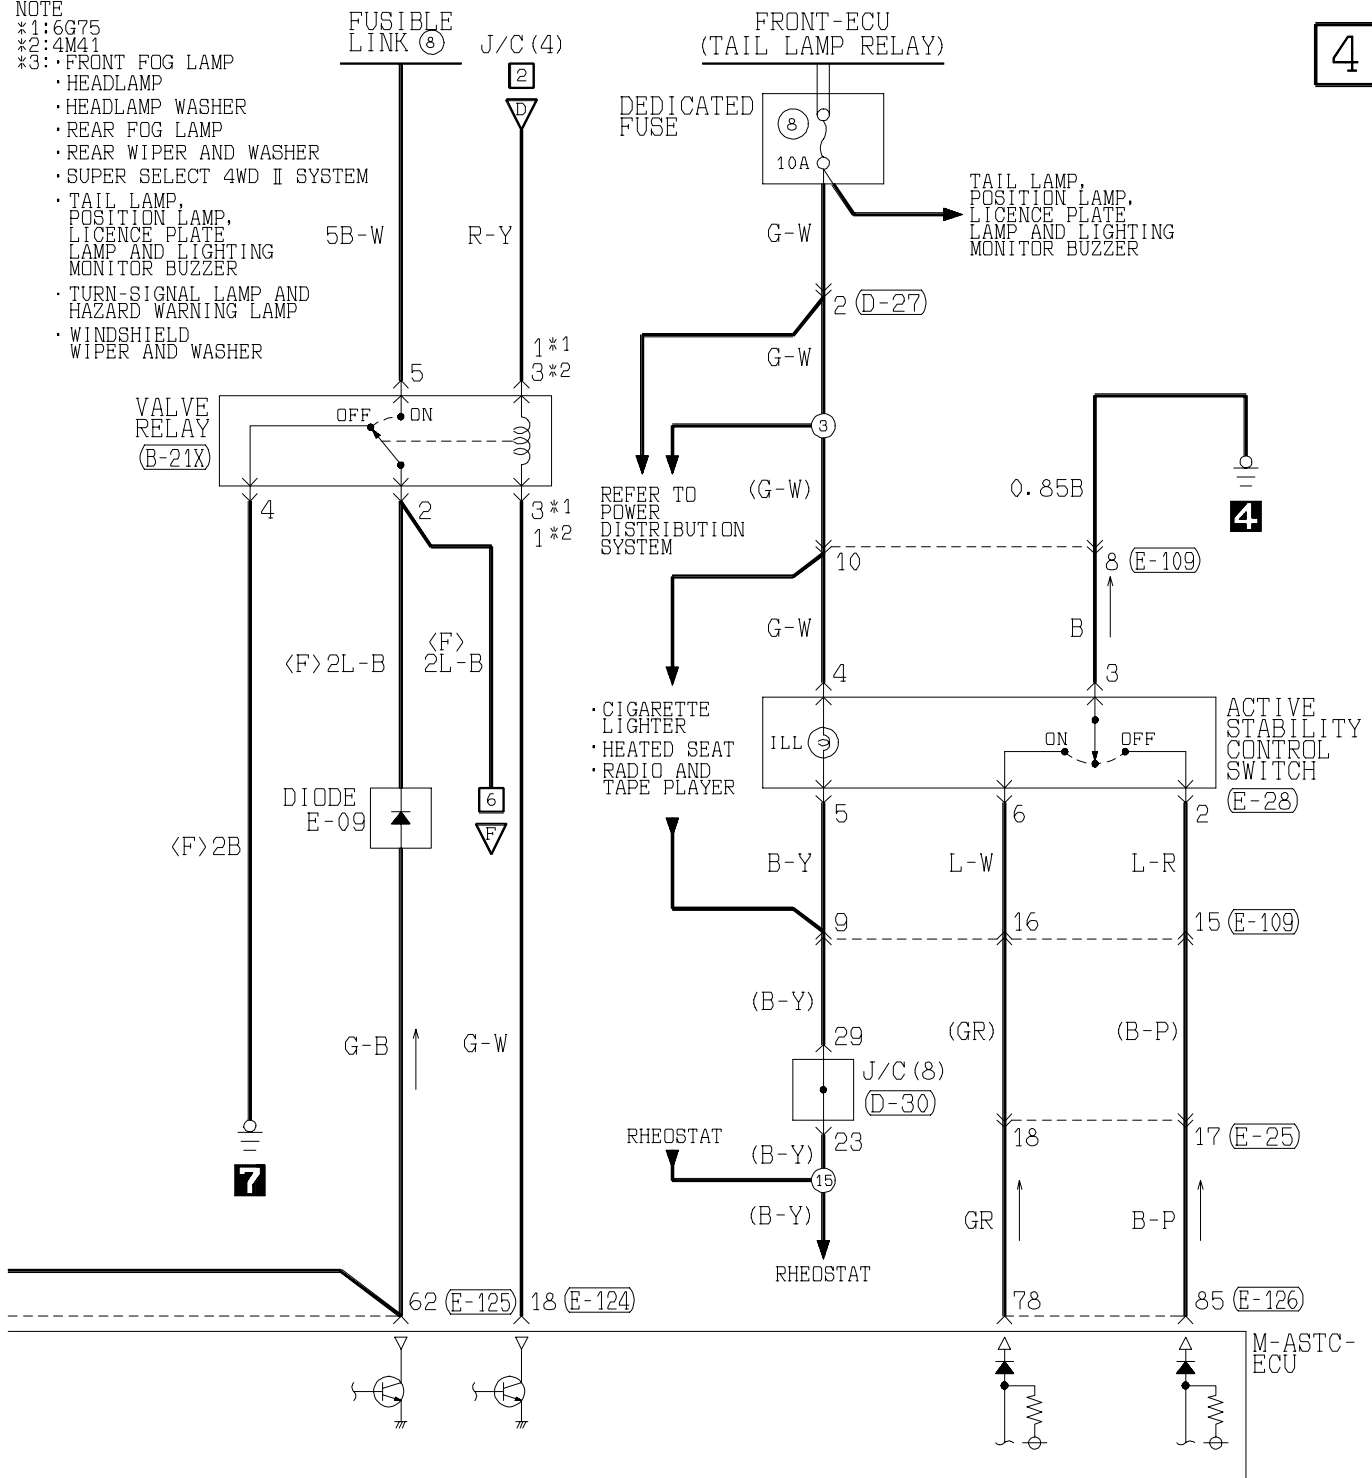 NOTE
*1:6G75
*2:4M41
*3:·FRONT FOG LAMP
·HEADLAMP
·HEADLAMP WASHER
·REAR FOG LAMP
·REAR WIPER AND WASHER
·SUPER SELECT 4WD Ⅱ SYSTEM
·TAIL LAMP,
POSITION LAMP,
LICENCE PLATE
LAMP AND LIGHTING
MONITOR BUZZER
·TURN-SIGNAL LAMP AND
HAZARD WARNING LAMP
·WINDSHIELD
WIPER AND WASHER
FUSIBLE
LINK 8
J/C(4)
2
D
FRONT-ECU
(TAIL LAMP RELAY)
4
DEDICATED
FUSE
8
10A
TAIL LAMP,
POSITION LAMP,
LICENCE PLATE
LAMP AND LIGHTING
MONITOR BUZZER
5B-W
R-Y
G-W
2 (D-27)
G-W
5
1*1
3*2
VALVE
RELAY
(B-21X)
OFF
ON
3
4
2
3*1
1*2
REFER TO
POWER
DISTRIBUTION
SYSTEM
(G-W)
0.85B
4
10
8 (E-109)
G-W
B
<F>2L-B
<F>
2L-B
4
3
·CIGARETTE
LIGHTER
·HEATED SEAT
·RADIO AND
TAPE PLAYER
ILL
ON
OFF
ACTIVE
STABILITY
CONTROL
SWITCH
(E-28)
DIODE
E-09
6
F
5
6
2
<F>2B
B-Y
L-W
L-R
9
16
15 (E-109)
(B-Y)
(GR)
(B-P)
G-B
G-W
29
J/C(8)
(D-30)
23
RHEOSTAT
(B-Y)
15
18
17 (E-25)
7
(B-Y)
GR
B-P
RHEOSTAT
62 (E-125)
18 (E-124)
78
85 (E-126)
M-ASTC-
ECU